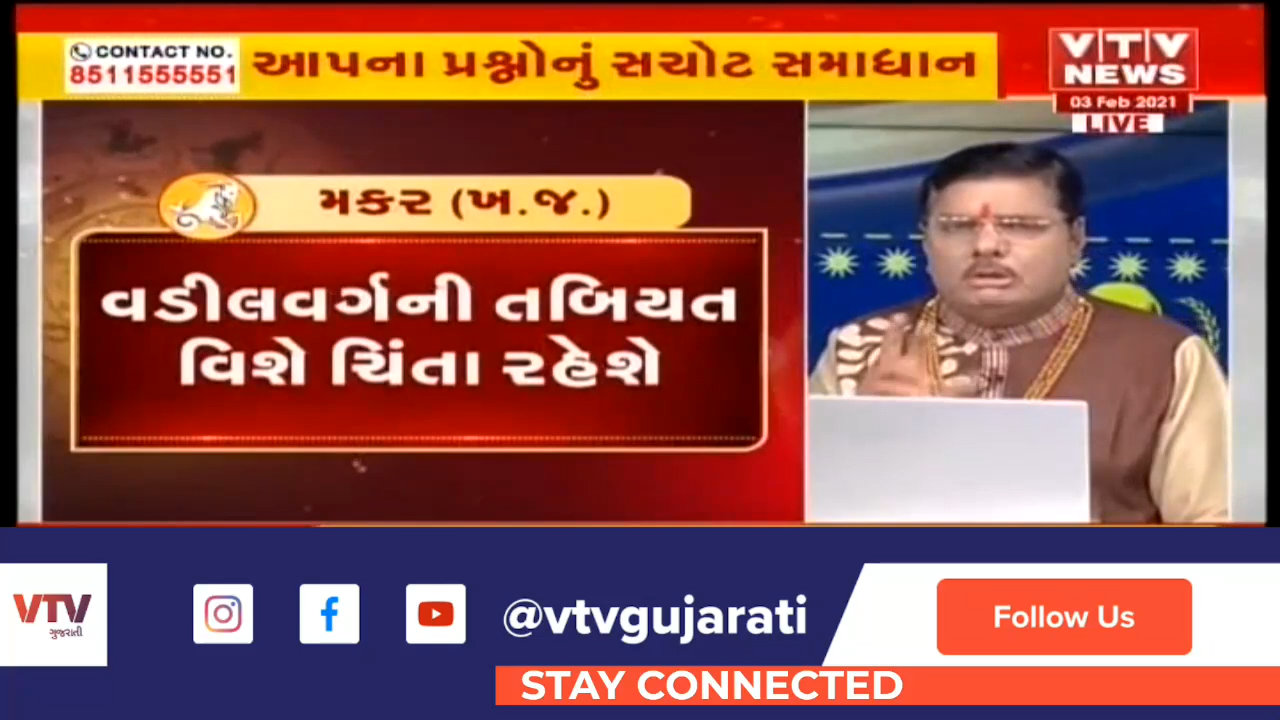 CONTACT NO.
8511555551
આપના પ્રશ્નોનું સચોટ સમાધાન
VTV
NEWS
03 Feb 2021
LIVE
મકર (ખ.જ.)
વડીલવર્ગની તબિયત
વિશે ચિંતા રહેશે
VTV
ગુજરાતી
@vtvgujarati
Follow Us
STAY CONNECTED